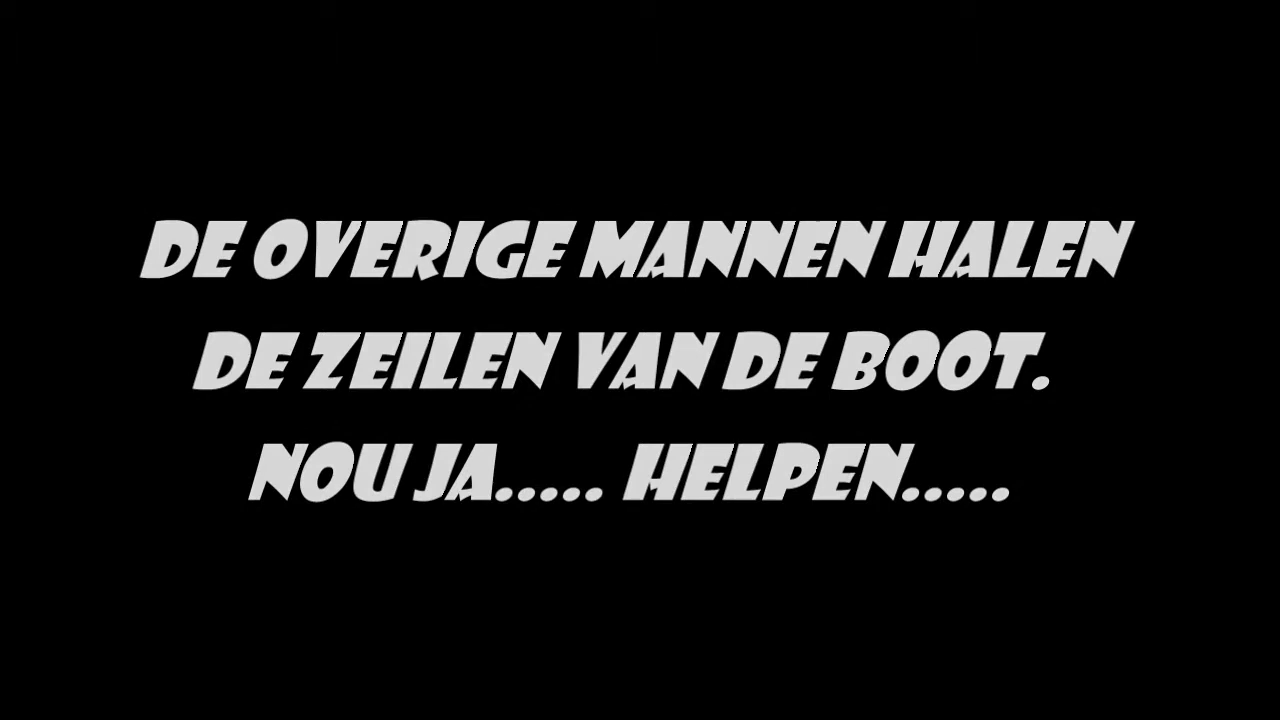 DE OVERIGE MANNEN HALEN
DE ZEILEN VAN DE BOOT.
NOU JA..... HELPEN.....